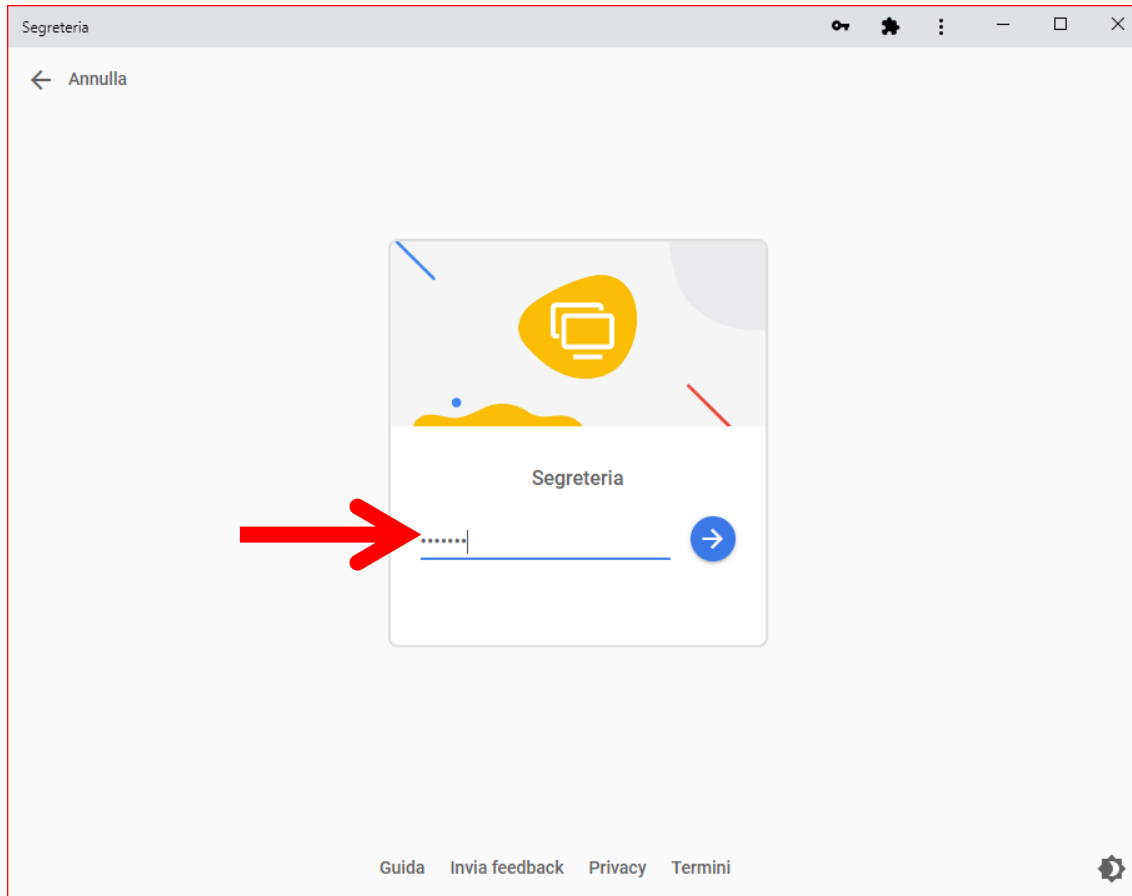 Segreteria
Annulla
Segreteria
•••••••
Guida Invia feedback Privacy Termini